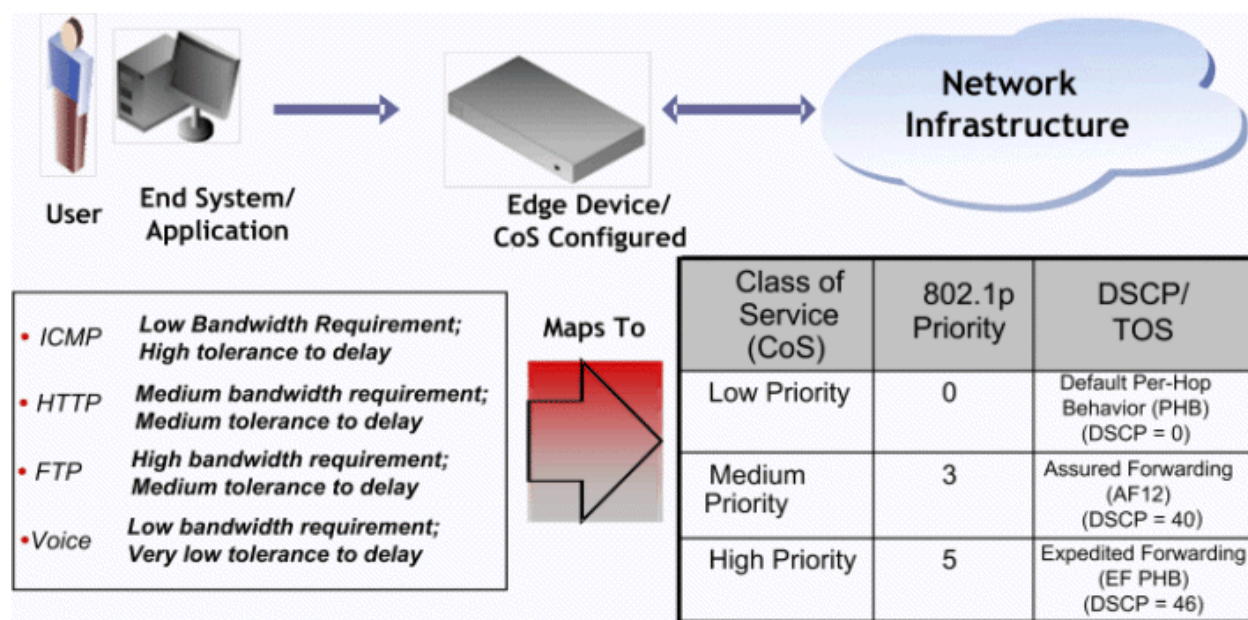 User
End System/
Application
Edge Device/
CoS Configured
Network
Infrastructure
• ICMP Low Bandwidth Requirement;
High tolerance to delay
• HTTP Medium bandwidth requirement;
Medium tolerance to delay
• FTP High bandwidth requirement;
Medium tolerance to delay
•Voice Low bandwidth requirement;
Very low tolerance to delay
Maps To
Class of
Service
(CoS)
802.1p
Priority
DSCP/
TOS
Low Priority
0
Default Per-Hop
Behavior (PHB)
(DSCP = 0)
Medium
Priority
3
Assured Forwarding
(AF12)
(DSCP = 40)
High Priority
5
Expedited Forwarding
(EF PHB)
(DSCP = 46)